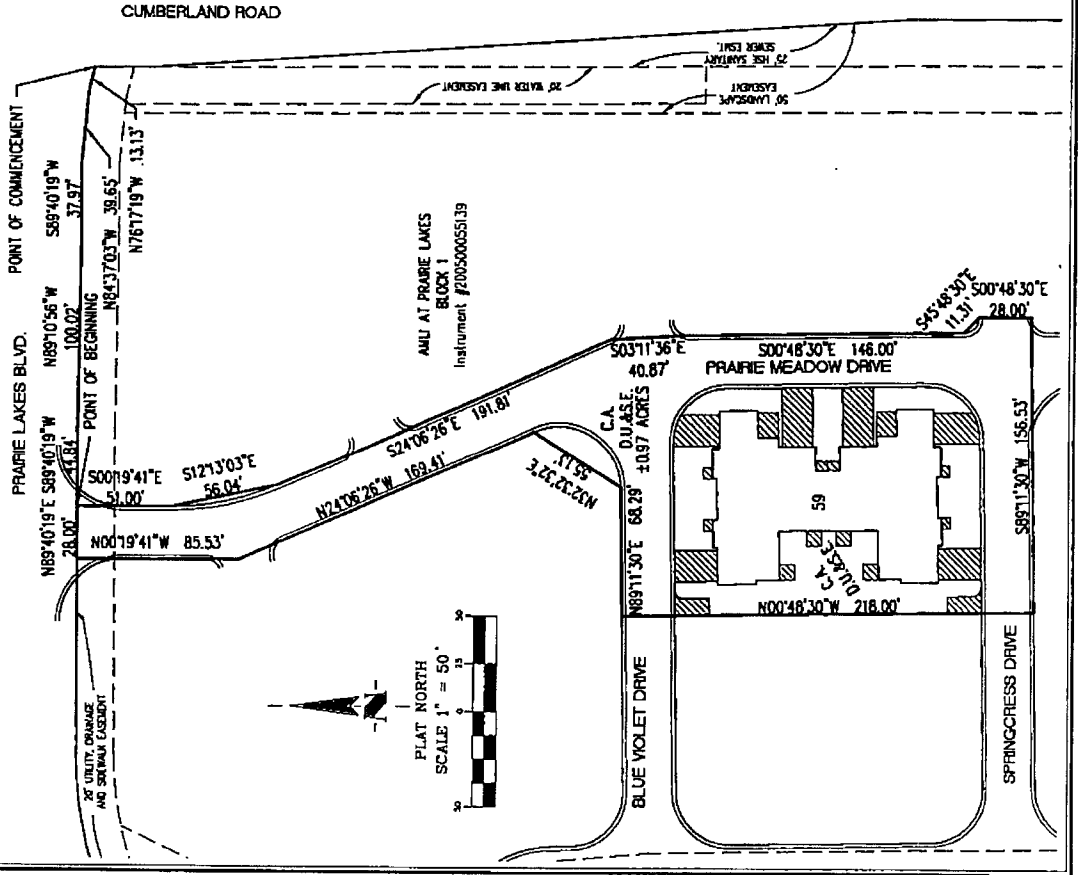 CUMBERLAND ROAD
POINT OF COMMENCEMENT
PRAIRIE LAKES BLVD.
N89°40'19"E
28.00'
S89°40'19"W
41.84'
N89°10'56"W
100.02'
S89°40'19"W
37.97'
POINT OF BEGINNING
N84°37'03"W 39.65'
N76°17'19"W 13.13'
25' HSE SANITARY
SEWER ESMT.
20' WATER LINE EASEMENT
50' LANDSCAPE
EASEMENT
AMLI AT PRAIRIE LAKES
BLOCK 1
Instrument #200500055139
S00°19'41"E
51.00'
S12°13'03"E
56.04'
S24°06'26"E 191.81'
N00°19'41"W 85.53'
N24°06'26"W 169.41'
N32°32'32"E
55.13'
S03°11'36"E
40.87'
S00°48'30"E 146.00'
S45°48'30"E
11.31'
S00°48'30"E
28.00'
PRAIRIE MEADOW DRIVE
C.A.
D.U.&S.E.
±0.97 ACRES
N89°11'30"E 68.29'
59
C.A.
D.U.&S.E.
N00°48'30"W 218.00'
S89°11'30"W 156.53'
20' UTILITY, DRAINAGE
AND SIDEWALK EASEMENT
PLAT NORTH
SCALE 1" = 50'
50
0
25
50
BLUE VIOLET DRIVE
SPRINGCRESS DRIVE